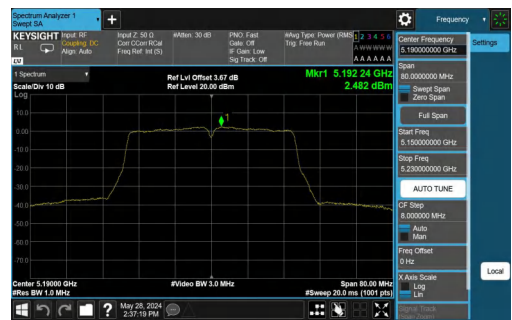 Spectrum Analyzer 1
Swept SA
Frequency
KEYSIGHT
Input: RF
Input Z: 50 Ω
#Atten: 30 dB
PNO: Fast
#Avg Type: Power (RMS)
1 2 3 4 5 6
RL
Coupling: DC
Corr CCorr RCal
Gate: Off
Trig: Free Run
A W W W W W
Align: Auto
Freq Ref: Int (S)
IF Gain: Low
A A A A A A
Sig Track: Off
LV
1 Spectrum
Ref Lvl Offset 3.67 dB
Mkr1 5.192 24 GHz
Scale/Div 10 dB
Ref Level 20.00 dBm
2.482 dBm
Log
10.0
0.00
-10.0
-20.0
-30.0
-40.0
-50.0
-60.0
-70.0
1
Center 5.19000 GHz
#Video BW 3.0 MHz
Span 80.00 MHz
#Res BW 1.0 MHz
#Sweep 20.0 ms (1001 pts)
Center Frequency
5.190000000 GHz
Settings
Span
80.0000000 MHz
Swept Span
Zero Span
Full Span
Start Freq
5.150000000 GHz
Stop Freq
5.230000000 GHz
AUTO TUNE
CF Step
8.000000 MHz
Auto
Man
Freq Offset
0 Hz
X Axis Scale
Log
Lin
Local
Signal Track
May 28, 2024
2:37:19 PM